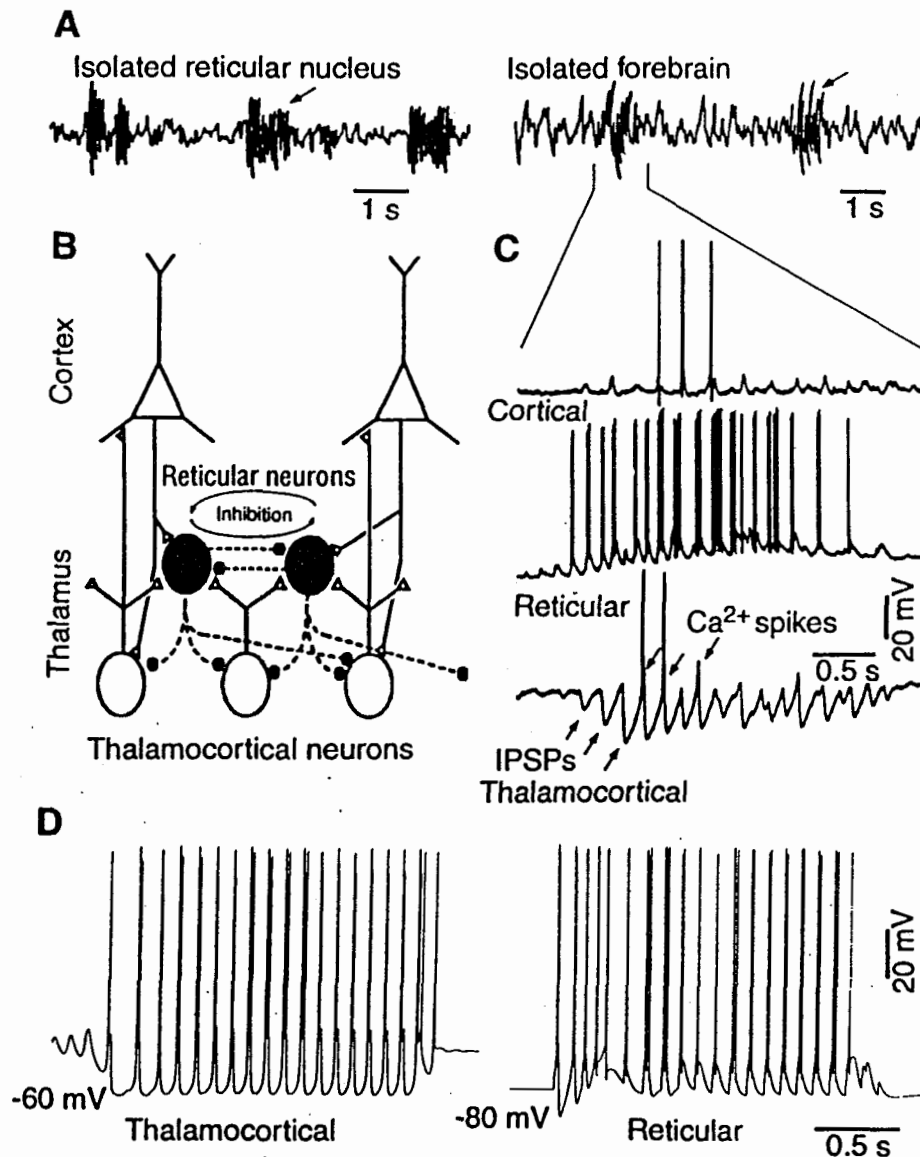 A
Isolated reticular nucleus
Isolated forebrain
1 s
1 s
B
C
Cortex
Cortical
Reticular neurons
Inhibition
Thalamus
Reticular
20 mV
Ca²⁺ spikes
0.5 s
IPSPs
Thalamocortical
Thalamocortical neurons
D
20 mV
-60 mV
Thalamocortical
-80 mV
Reticular
0.5 s